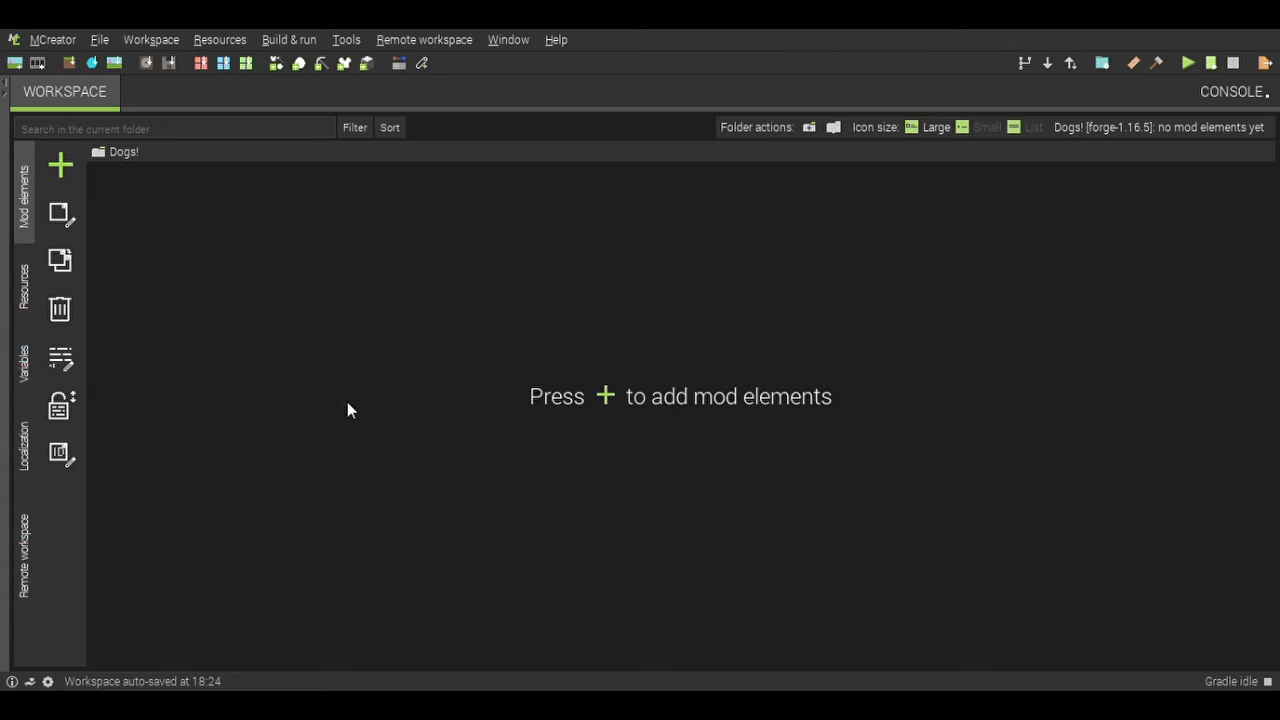 MCreator File Workspace Resources Build & run Tools Remote workspace Window Help
WORKSPACE
CONSOLE
Search in the current folder
Filter
Sort
Folder actions:
Icon size: Large Small List
Dogs! [forge-1.16.5]: no mod elements yet
Dogs!
Mod elements
Resources
Variables
Localization
Remote workspace
ID
Press + to add mod elements
Workspace auto-saved at 18:24
Gradle idle